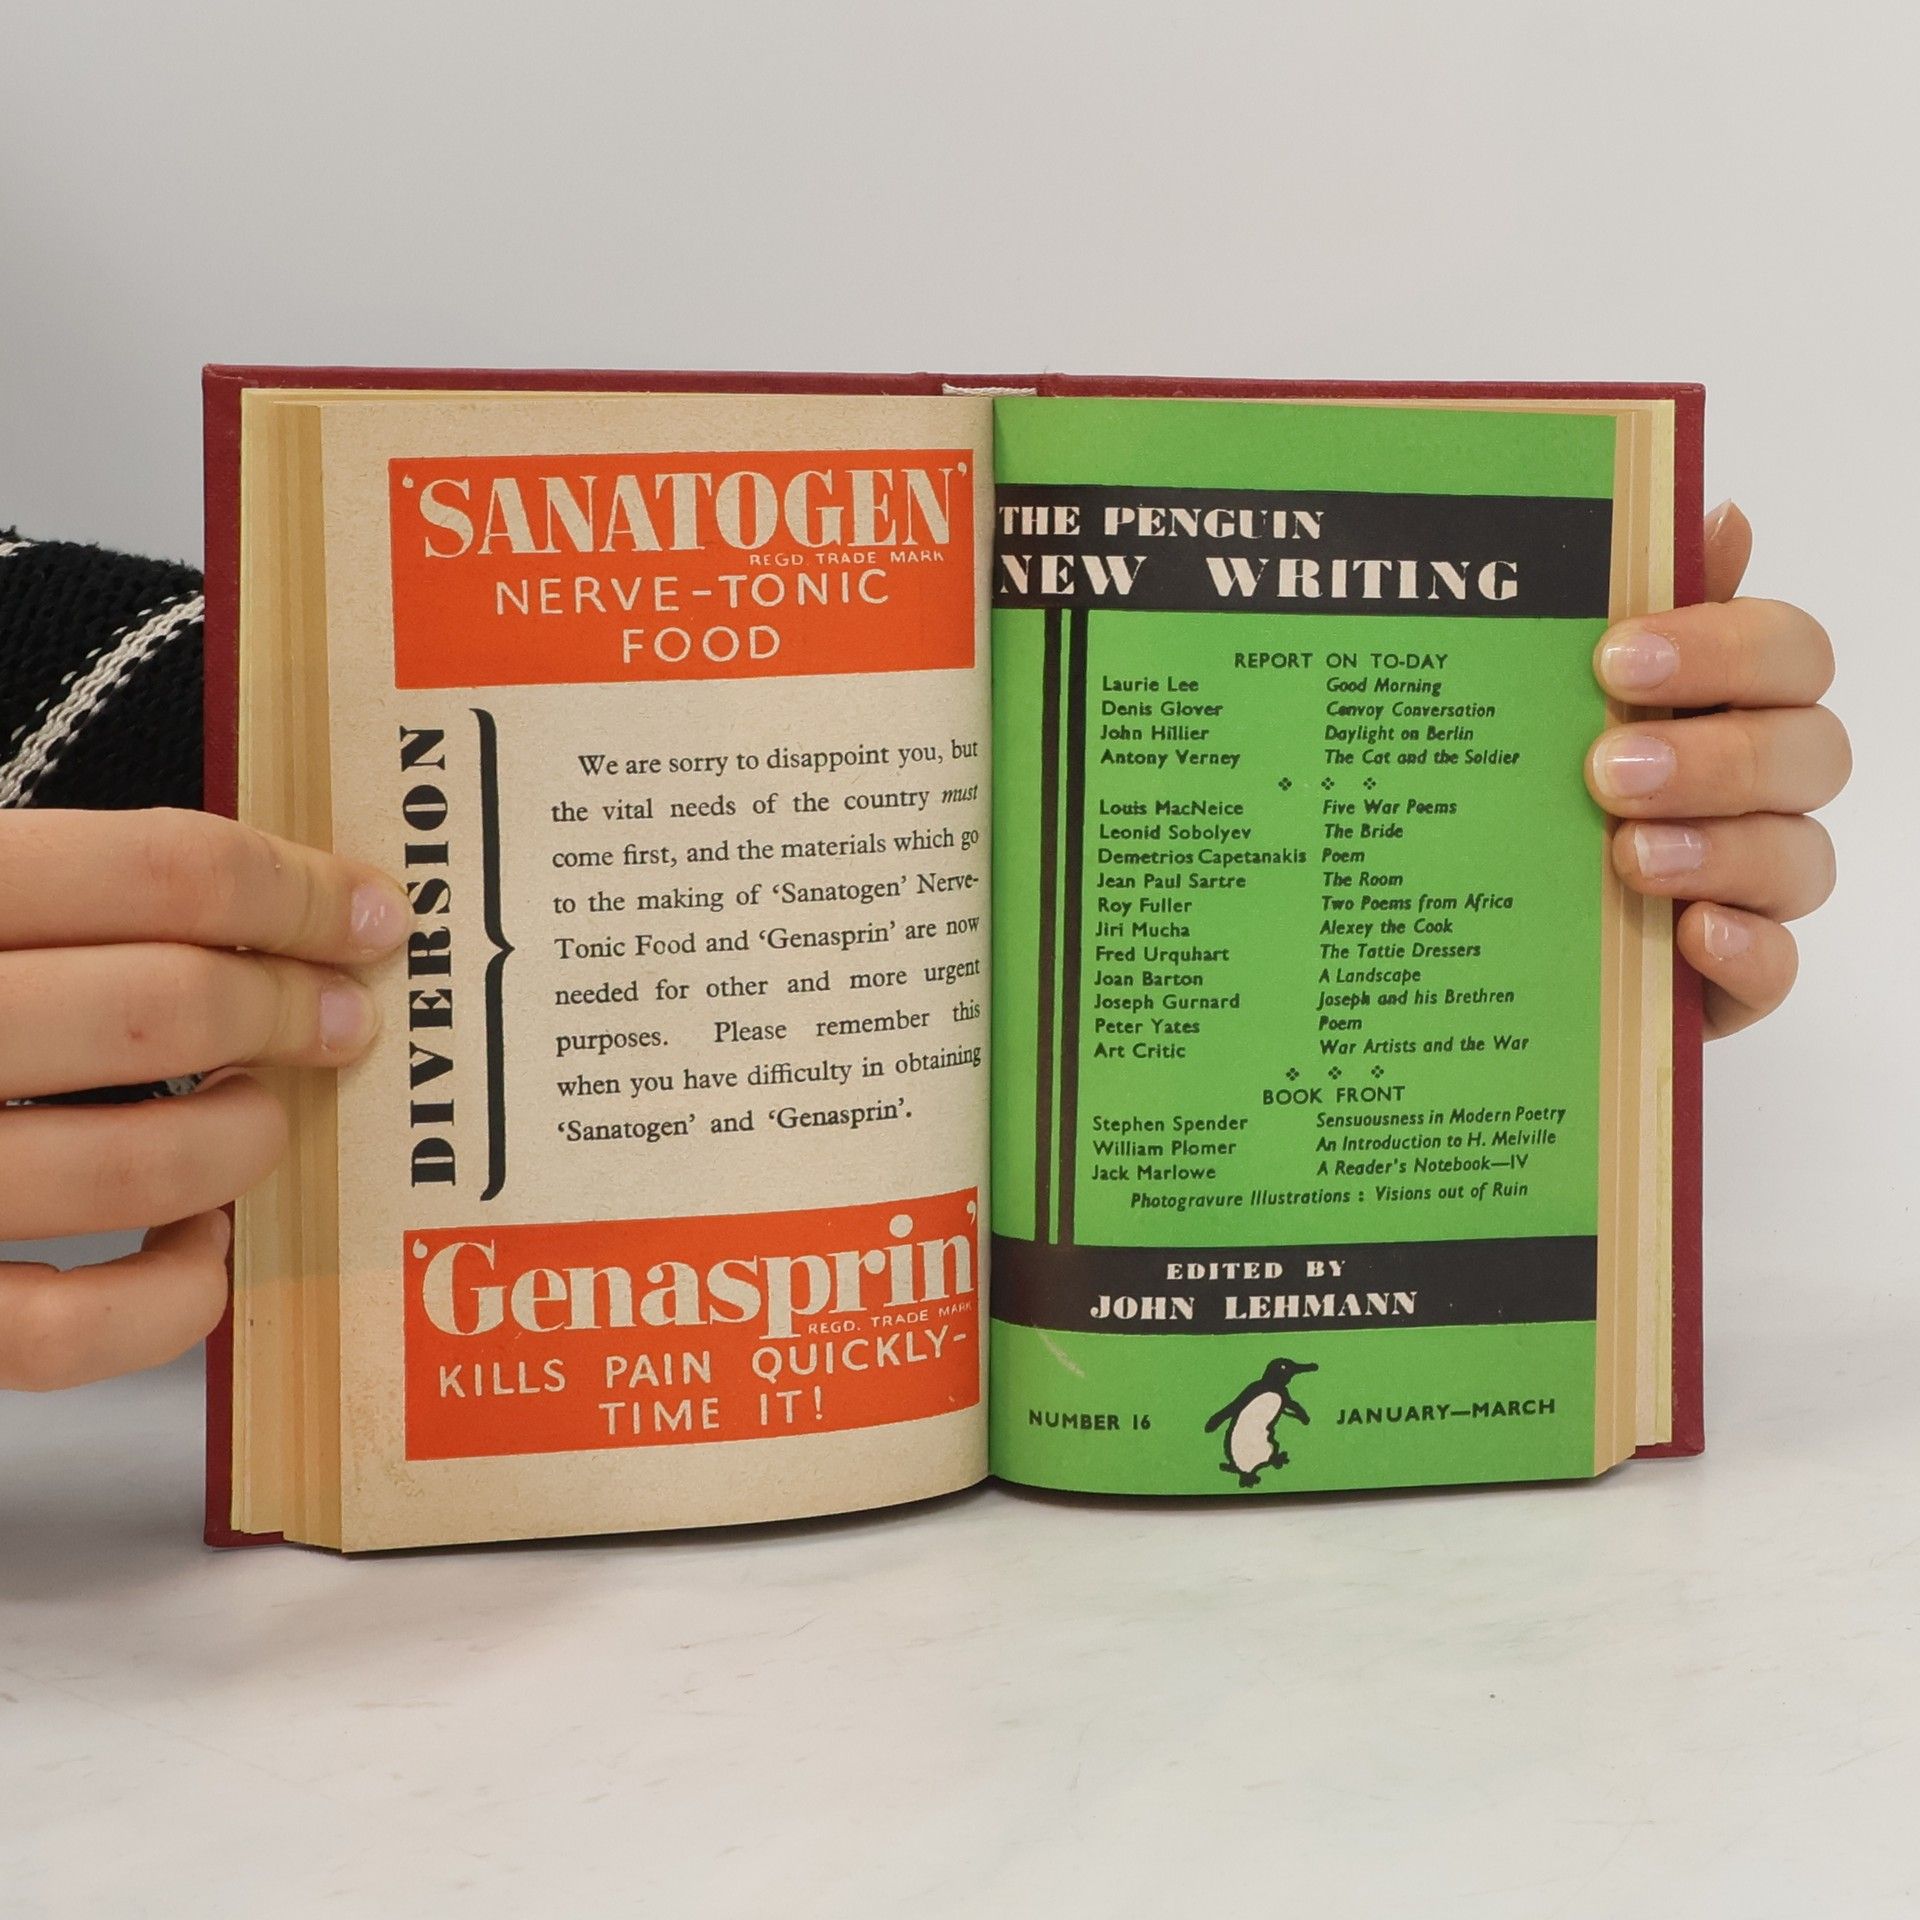 'SANATOGEN'
REGD. TRADE MARK
NERVE-TONIC
FOOD
DIVERSION
We are sorry to disappoint you, but
the vital needs of the country must
come first, and the materials which go
to the making of 'Sanatogen' Nerve-
Tonic Food and 'Genasprin' are now
needed for other and more urgent
purposes. Please remember this
when you have difficulty in obtaining
'Sanatogen' and 'Genasprin'.
'Genasprin'
REGD. TRADE MARK
KILLS PAIN QUICKLY-
TIME IT!
THE PENGUIN
NEW WRITING
REPORT ON TO-DAY
Laurie Lee Good Morning
Denis Glover Convoy Conversation
John Hillier Daylight on Berlin
Antony Verney The Cat and the Soldier
Louis MacNeice Five War Poems
Leonid Sobolyev The Bride
Demetrios Capetanakis Poem
Jean Paul Sartre The Room
Roy Fuller Two Poems from Africa
Jiri Mucha Alexey the Cook
Fred Urquhart The Tattie Dressers
Joan Barton A Landscape
Joseph Gurnard Joseph and his Brethren
Peter Yates Poem
Art Critic War Artists and the War
BOOK FRONT
Stephen Spender Sensuousness in Modern Poetry
William Plomer An Introduction to H. Melville
Jack Marlowe A Reader's Notebook—IV
Photogravure Illustrations : Visions out of Ruin
EDITED BY
JOHN LEHMANN
NUMBER 16 JANUARY—MARCH